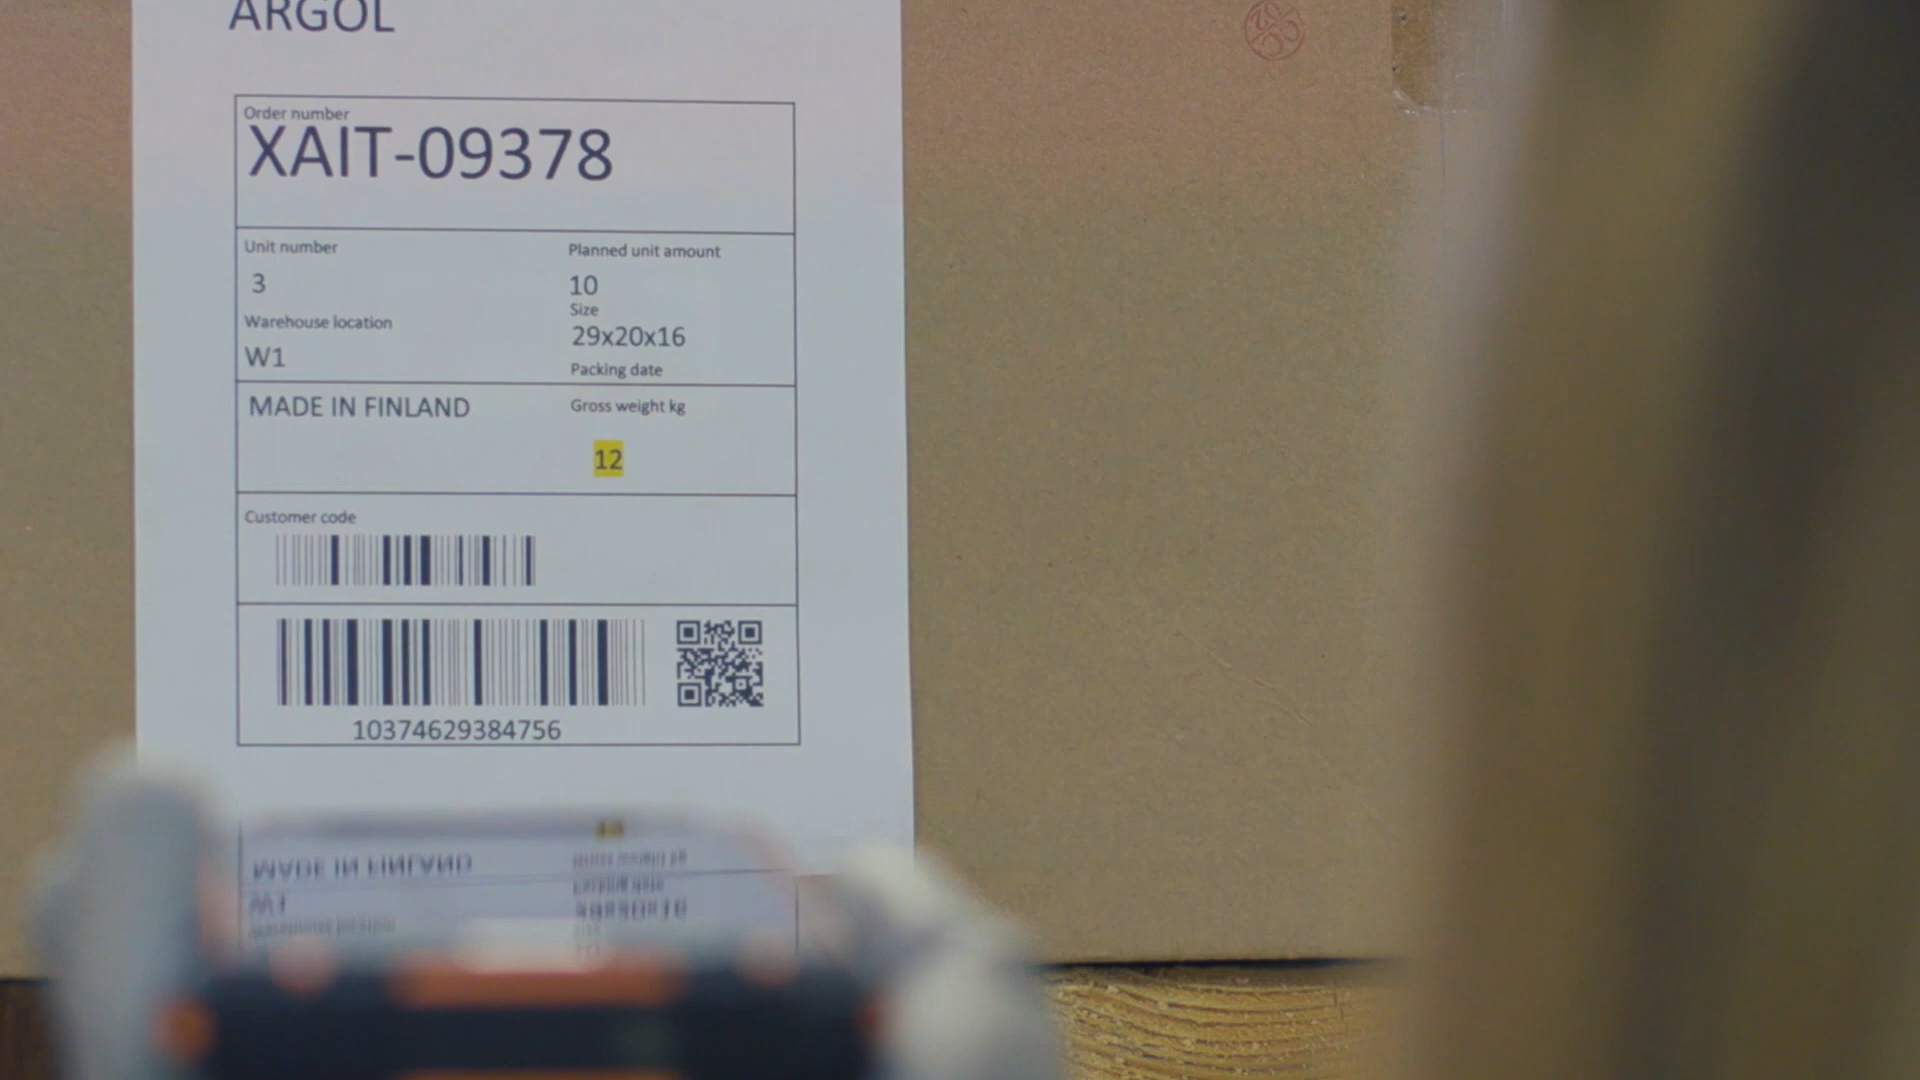 ARGOL
Order number
XAIT-09378
Unit number
3
Planned unit amount
10
Warehouse location
W1
Size
29x20x16
Packing date
MADE IN FINLAND
Gross weight kg
12
Customer code
10374629384756